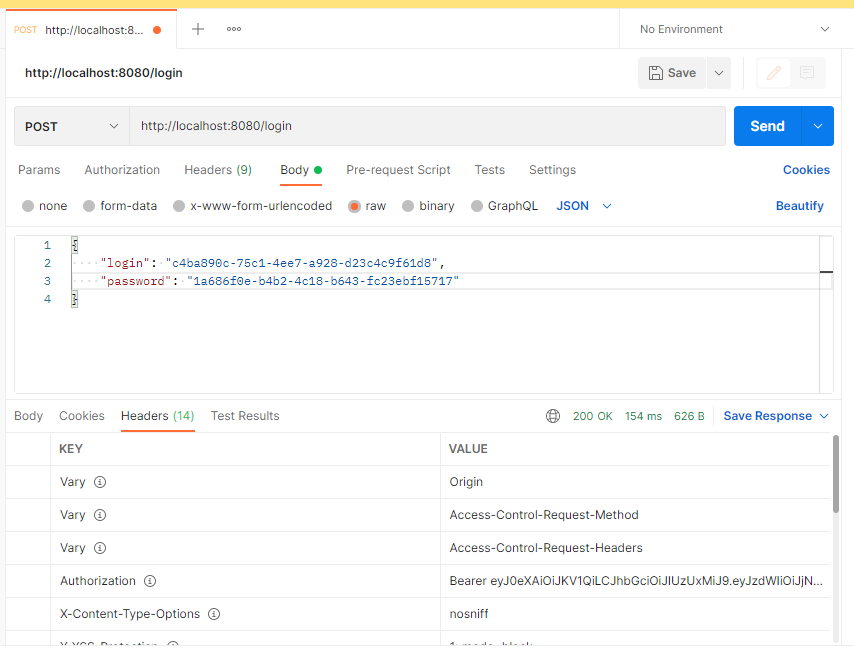 POST http://localhost:8... No Environment
http://localhost:8080/login Save
POST http://localhost:8080/login Send
Params Authorization Headers (9) Body Pre-request Script Tests Settings Cookies
none form-data x-www-form-urlencoded raw binary GraphQL JSON Beautify
1 {
2 "login": "c4ba890c-75c1-4ee7-a928-d23c4c9f61d8",
3 "password": "1a686f0e-b4b2-4c18-b643-fc23ebf15717"
4 }
Body Cookies Headers (14) Test Results 200 OK 154 ms 626 B Save Response
KEY VALUE
Vary Origin
Vary Access-Control-Request-Method
Vary Access-Control-Request-Headers
Authorization Bearer eyJ0eXAiOiJKV1QiLCJhbGciOiJIUzUxMiJ9.eyJzdWIiOiJjN...
X-Content-Type-Options nosniff